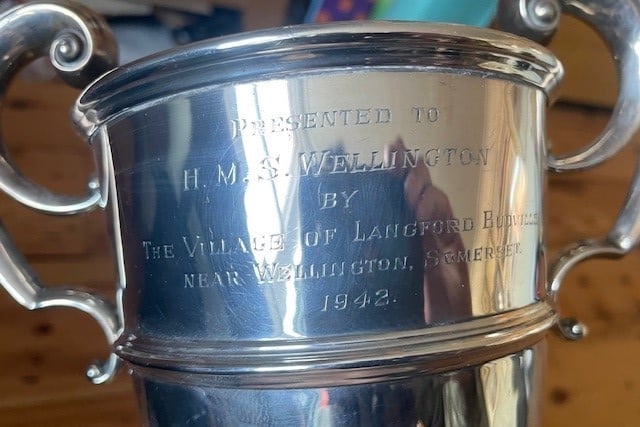 PRESENTED TO
H.M.S. WELLINGTON
BY
THE VILLAGE OF LANGFORD BUDVILLE
NEAR WELLINGTON, SOMERSET.
1942.